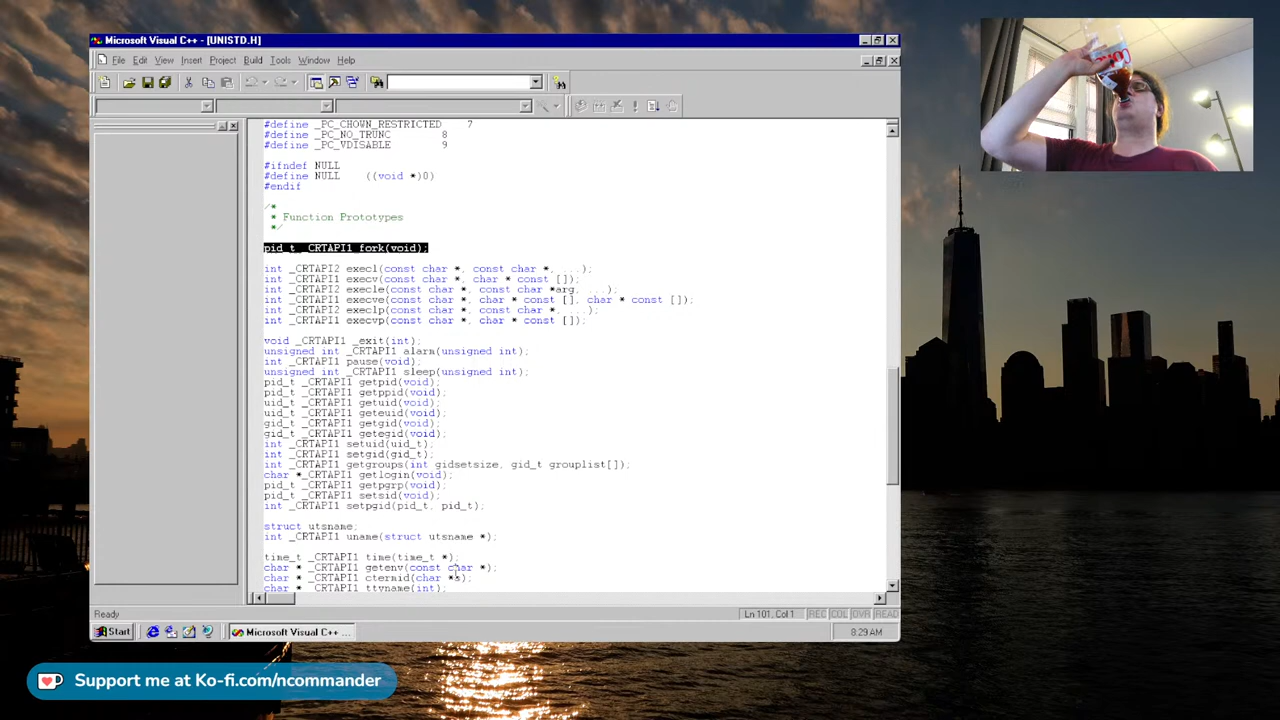 Microsoft Visual C++ - [UNISTD.H]
File Edit View Insert Project Build Tools Window Help
#define _PC_CHOWN_RESTRICTED 7
#define _PC_NO_TRUNC 8
#define _PC_VDISABLE 9
#ifndef NULL
#define NULL ((void *)0)
#endif
/*
* Function Prototypes
*/
pid_t _CRTAPI1 fork(void);
int _CRTAPI2 execl(const char *, const char *, ...);
int _CRTAPI1 execv(const char *, char * const []);
int _CRTAPI2 execle(const char *, const char *arg, ...);
int _CRTAPI1 execve(const char *, char * const [], char * const []);
int _CRTAPI2 execlp(const char *, const char *, ...);
int _CRTAPI1 execvp(const char *, char * const []);
void _CRTAPI1 _exit(int);
unsigned int _CRTAPI1 alarm(unsigned int);
int _CRTAPI1 pause(void);
unsigned int _CRTAPI1 sleep(unsigned int);
pid_t _CRTAPI1 getpid(void);
pid_t _CRTAPI1 getppid(void);
uid_t _CRTAPI1 getuid(void);
uid_t _CRTAPI1 geteuid(void);
gid_t _CRTAPI1 getgid(void);
gid_t _CRTAPI1 getegid(void);
int _CRTAPI1 setuid(uid_t);
int _CRTAPI1 setgid(gid_t);
int _CRTAPI1 getgroups(int gidsetsize, gid_t grouplist[]);
char *_CRTAPI1 getlogin(void);
pid_t _CRTAPI1 getpgrp(void);
pid_t _CRTAPI1 setsid(void);
int _CRTAPI1 setpgid(pid_t, pid_t);
struct utsname;
int _CRTAPI1 uname(struct utsname *);
time_t _CRTAPI1 time(time_t *);
char * _CRTAPI1 getenv(const char *);
char * _CRTAPI1 ctermid(char *s);
char * _CRTAPI1 ttyname(int);
Ready
Ln 101, Col 1 REC COL OVR READ
Start
Microsoft Visual C++ ...
8:29 AM
Support me at Ko-fi.com/ncommander